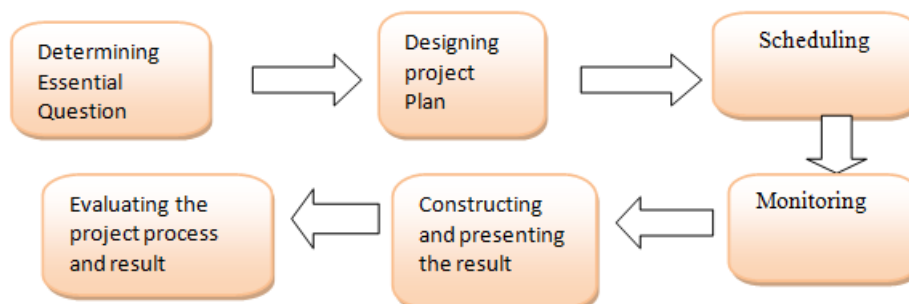 Determining
Essential
Question
Designing
project
Plan
Scheduling
Monitoring
Constructing
and presenting
the result
Evaluating the
project process
and result